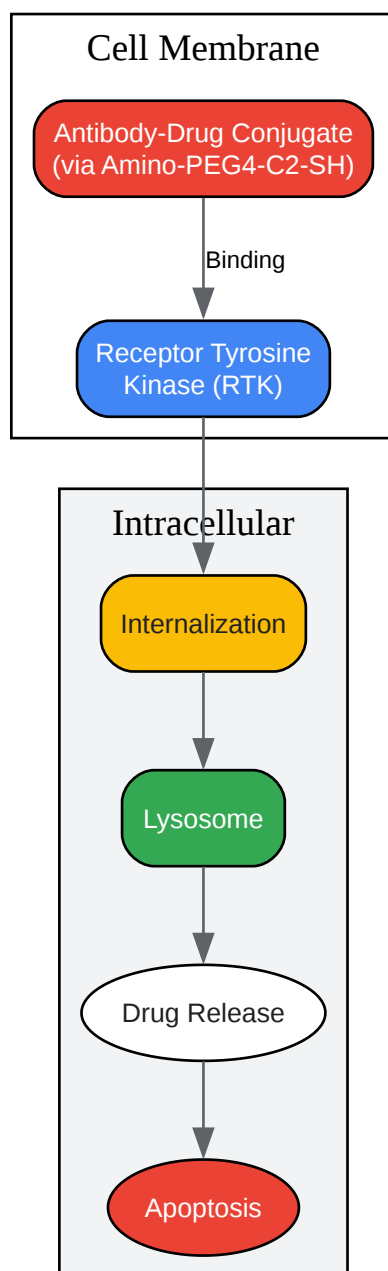 Cell Membrane
Antibody-Drug Conjugate
(via Amino-PEG4-C2-SH)
Binding
Receptor Tyrosine
Kinase (RTK)
Intracellular
Internalization
Lysosome
Drug Release
Apoptosis